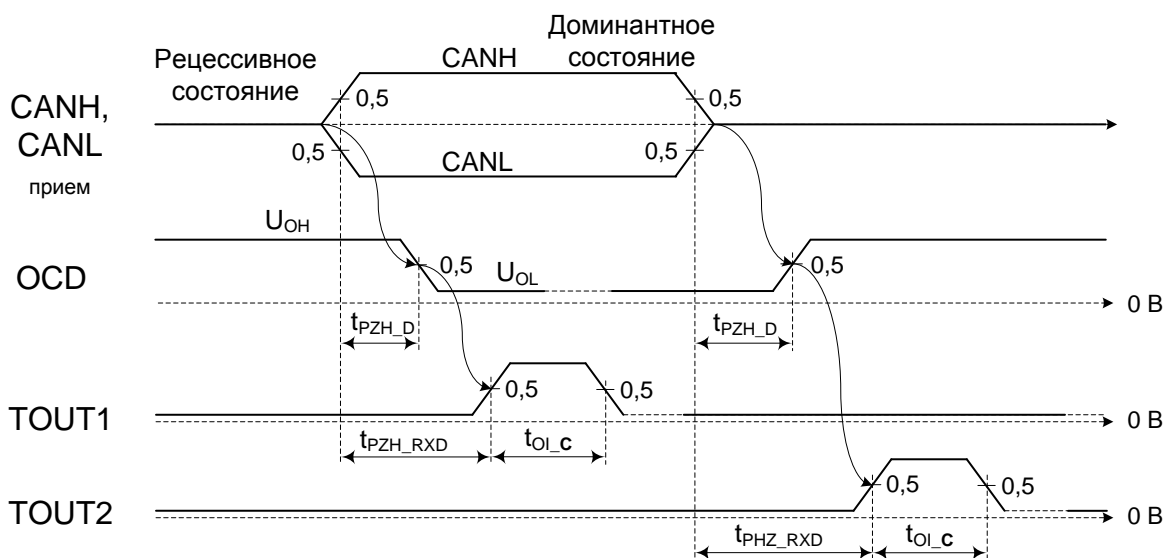 Рецессивное
состояние
Доминантное
состояние
CANH
CANH,
CANL
прием
0,5
0,5
0,5
0,5
CANL
UOH
OCD
0,5
UOL
0,5
0 В
tPZH_D
tPZH_D
TOUT1
0,5
0,5
0 В
tPZH_RXD
tOI_C
TOUT2
0,5
0,5
0 В
tPHZ_RXD
tOI_C